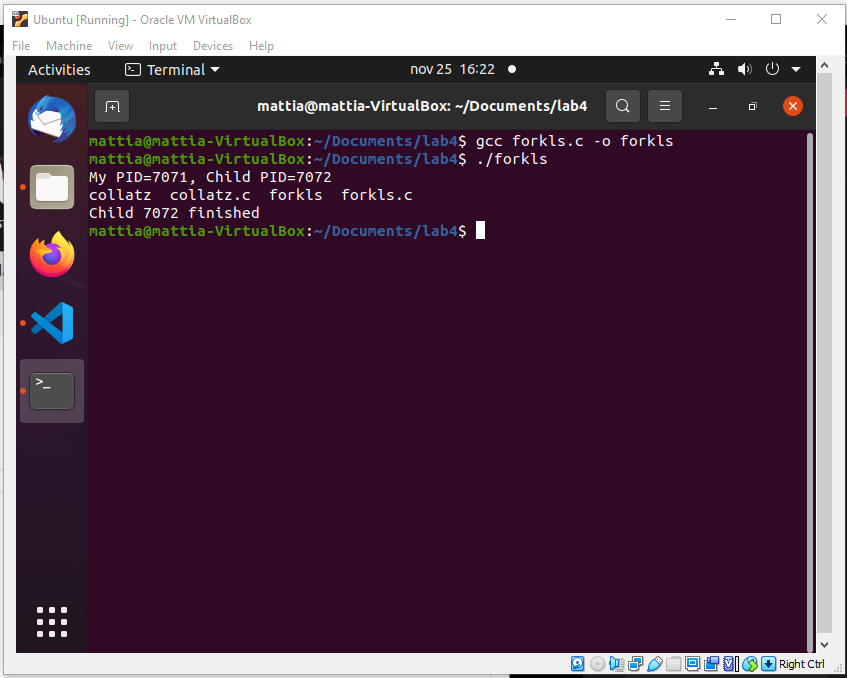 Ubuntu [Running] - Oracle VM VirtualBox
File Machine View Input Devices Help
Activities Terminal nov 25 16:22
mattia@mattia-VirtualBox: ~/Documents/lab4
mattia@mattia-VirtualBox:~/Documents/lab4$ gcc forkls.c -o forkls
mattia@mattia-VirtualBox:~/Documents/lab4$ ./forkls
My PID=7071, Child PID=7072
collatz  collatz.c  forkls  forkls.c
Child 7072 finished
mattia@mattia-VirtualBox:~/Documents/lab4$
>_
Right Ctrl